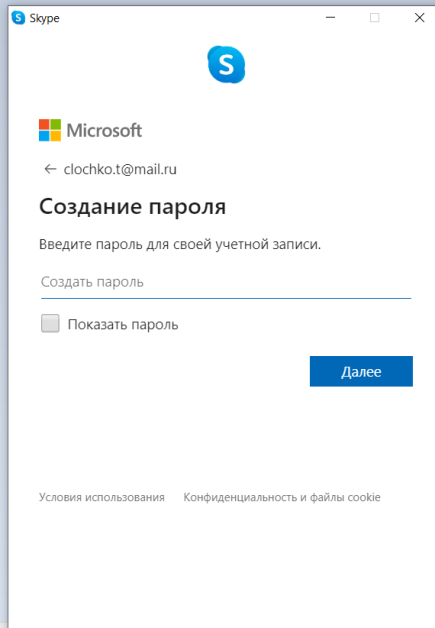 Skype
Microsoft
← clochko.t@mail.ru
Создание пароля
Введите пароль для своей учетной записи.
Создать пароль
Показать пароль
Далее
Условия использования Конфиденциальность и файлы cookie